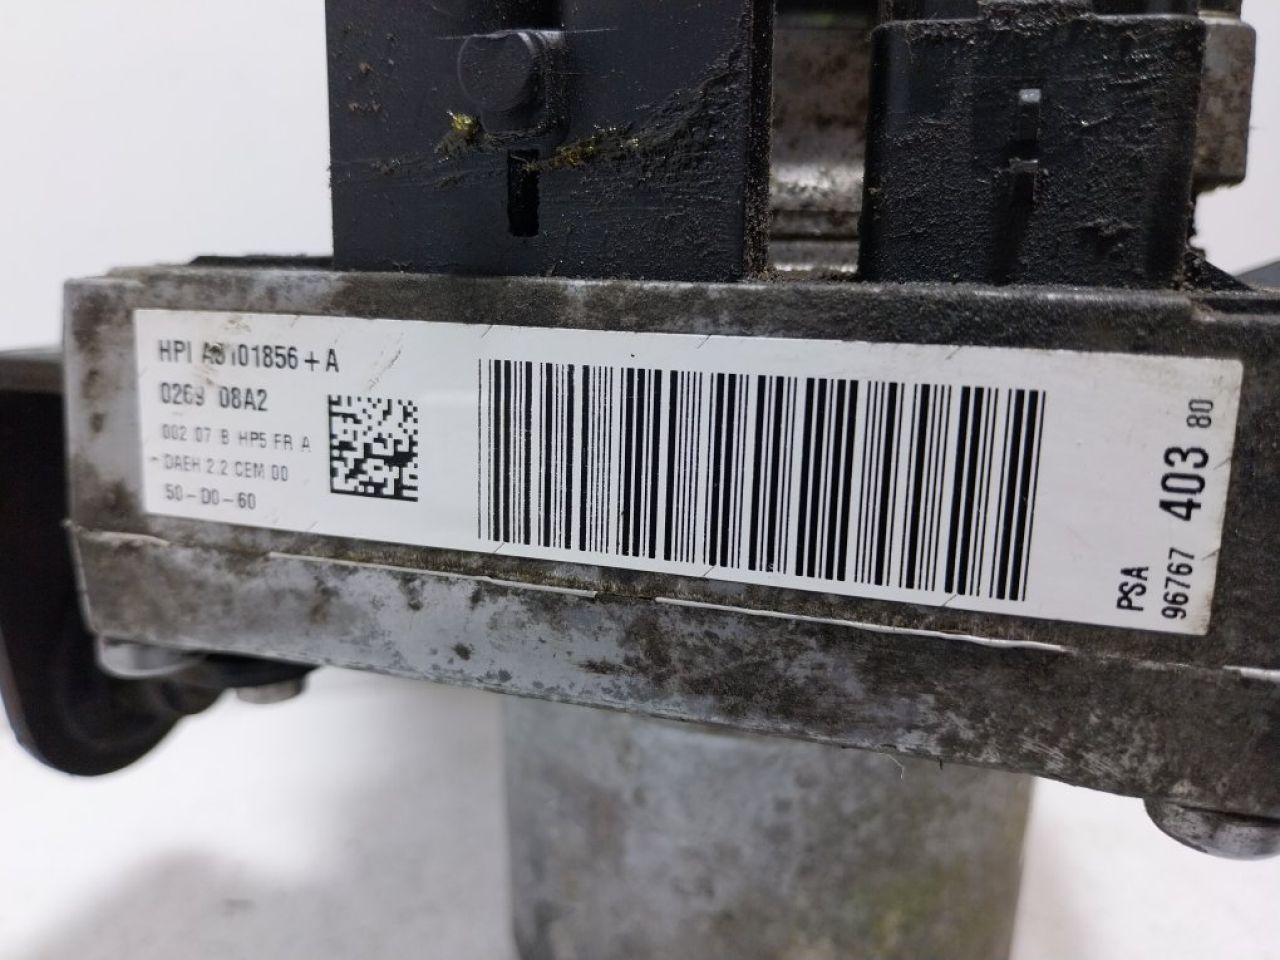 HPI A5101856 + A
0269 08A2
002 07 B HP5 FR A
DAEH 2.2 CEM 00
50-D0-60
PSA
96767 403 80